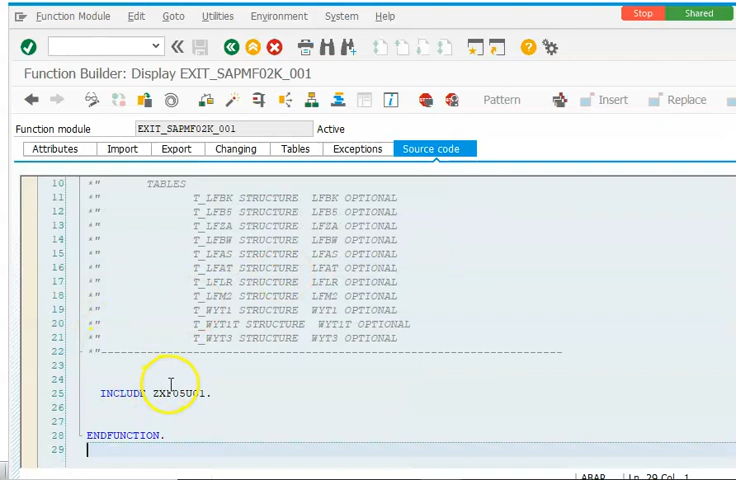 Function Module Edit Goto Utilities Environment System Help
Stop Shared
Function Builder: Display EXIT_SAPMF02K_001
Pattern Insert Replace
Function module EXIT_SAPMF02K_001 Active
Attributes Import Export Changing Tables Exceptions Source code
10 *" TABLES
11 *" T_LFBK STRUCTURE LFBK OPTIONAL
12 *" T_LFB5 STRUCTURE LFB5 OPTIONAL
13 *" T_LFZA STRUCTURE LFZA OPTIONAL
14 *" T_LFBW STRUCTURE LFBW OPTIONAL
15 *" T_LFAS STRUCTURE LFAS OPTIONAL
16 *" T_LFAT STRUCTURE LFAT OPTIONAL
17 *" T_LFLR STRUCTURE LFLR OPTIONAL
18 *" T_LFM2 STRUCTURE LFM2 OPTIONAL
19 *" T_WYT1 STRUCTURE WYT1 OPTIONAL
20 *" T_WYT1T STRUCTURE WYT1T OPTIONAL
21 *" T_WYT3 STRUCTURE WYT3 OPTIONAL
22 *"----------------------------------------------------------------------
23
24
25 INCLUDE ZXF05U01.
26
27
28 ENDFUNCTION.
29
ABAP Ln 29 Col 1